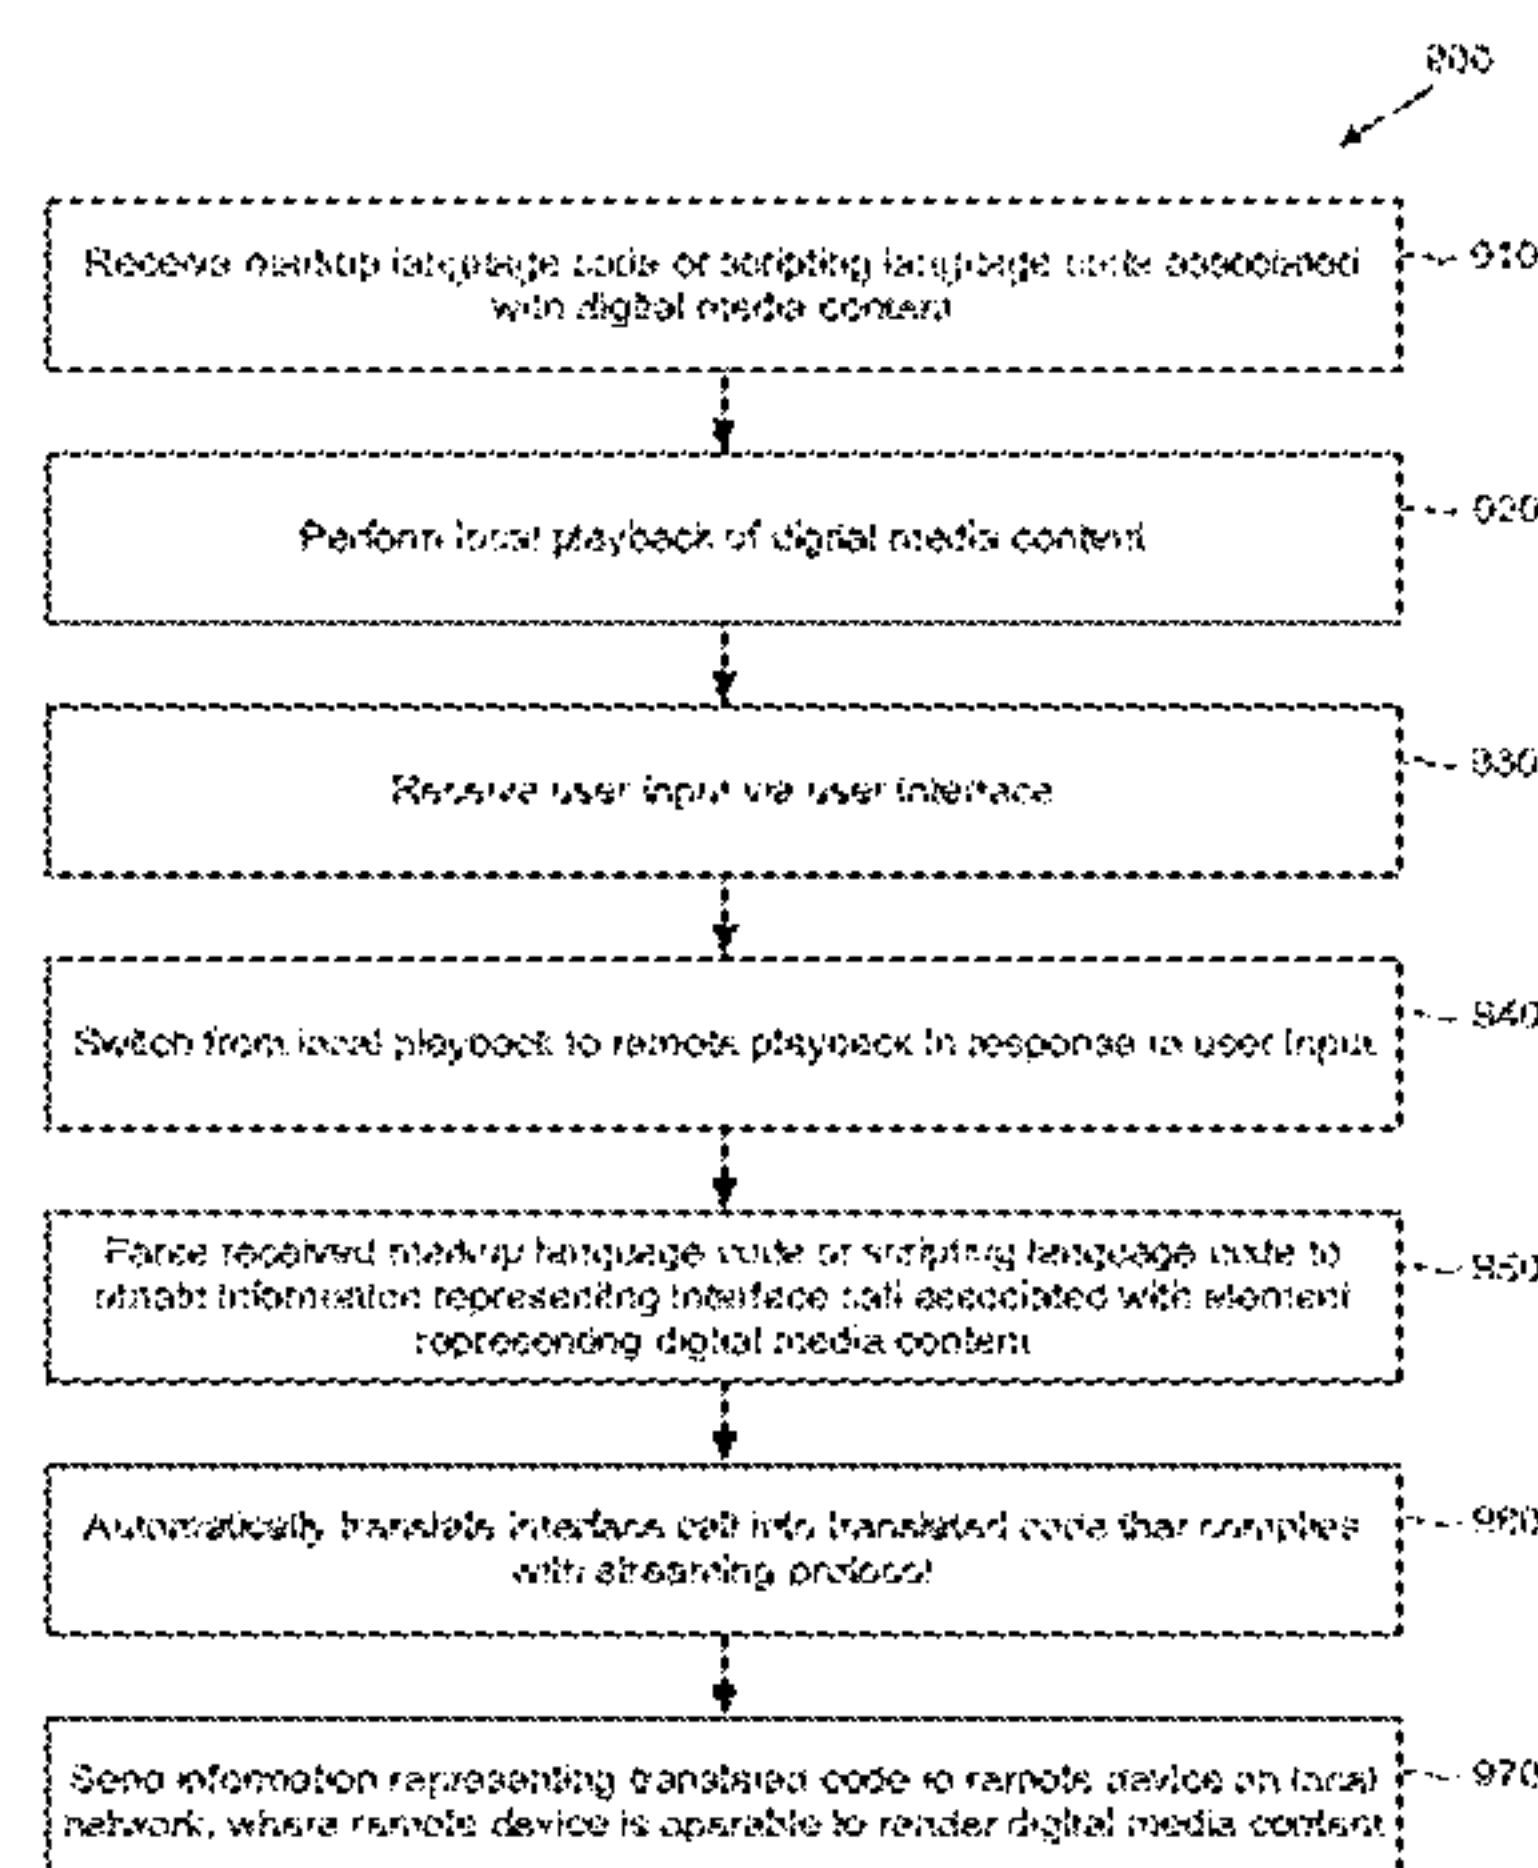 900
Receive markup language code or scripting language code associated
with digital media content
910
Perform local playback of digital media content
920
Receive user input via user interface
930
Switch from local playback to remote playback in response to user input
940
Parse received markup language code or scripting language code to
obtain information representing interface call associated with element
representing digital media content
950
Automatically translate interface call into translated code that complies
with streaming protocol
960
Send information representing translated code to remote device on local
network, where remote device is operable to render digital media content
970